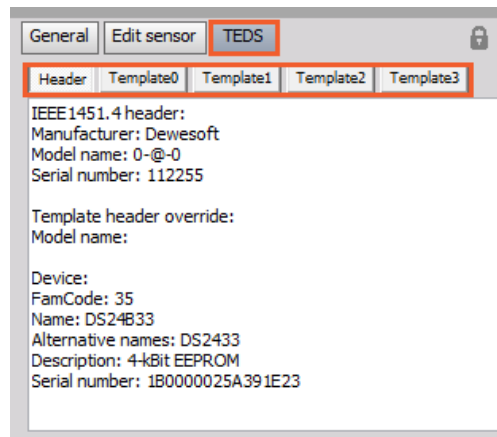 General Edit sensor TEDS
Header Template0 Template1 Template2 Template3
IEEE1451.4 header:
Manufacturer: Dewesoft
Model name: 0-@-0
Serial number: 112255
Template header override:
Model name:
Device:
FamCode: 35
Name: DS24B33
Alternative names: DS2433
Description: 4-kBit EEPROM
Serial number: 1B0000025A391E23